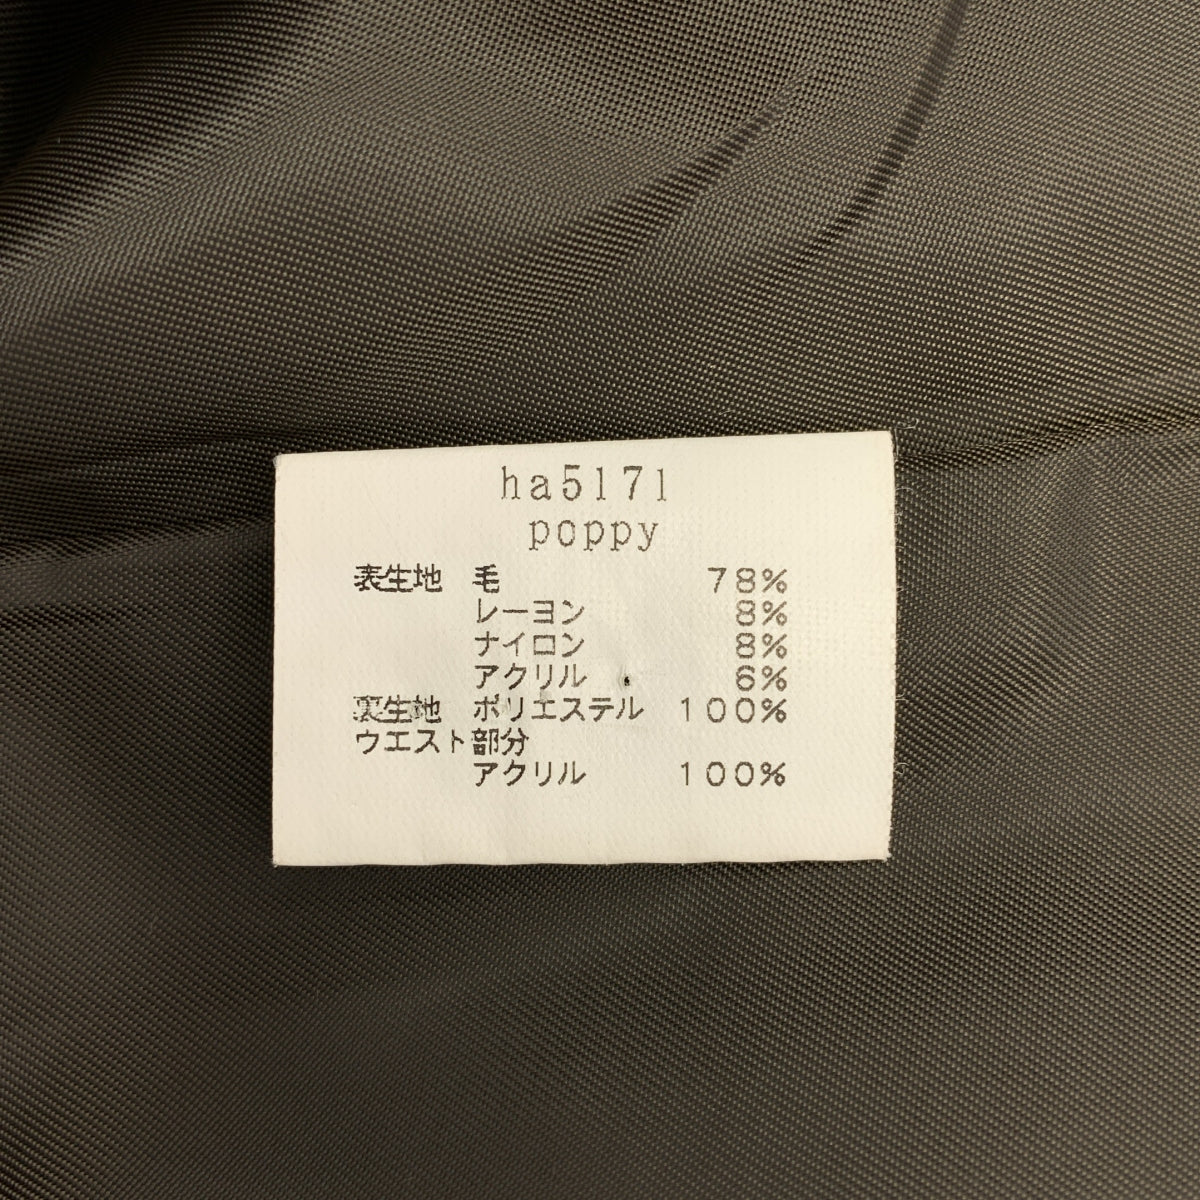 ha5171
poppy
表生地 毛 78%
レーヨン 8%
ナイロン 8%
アクリル 6%
裏生地 ポリエステル 100%
ウエスト部分
アクリル 100%